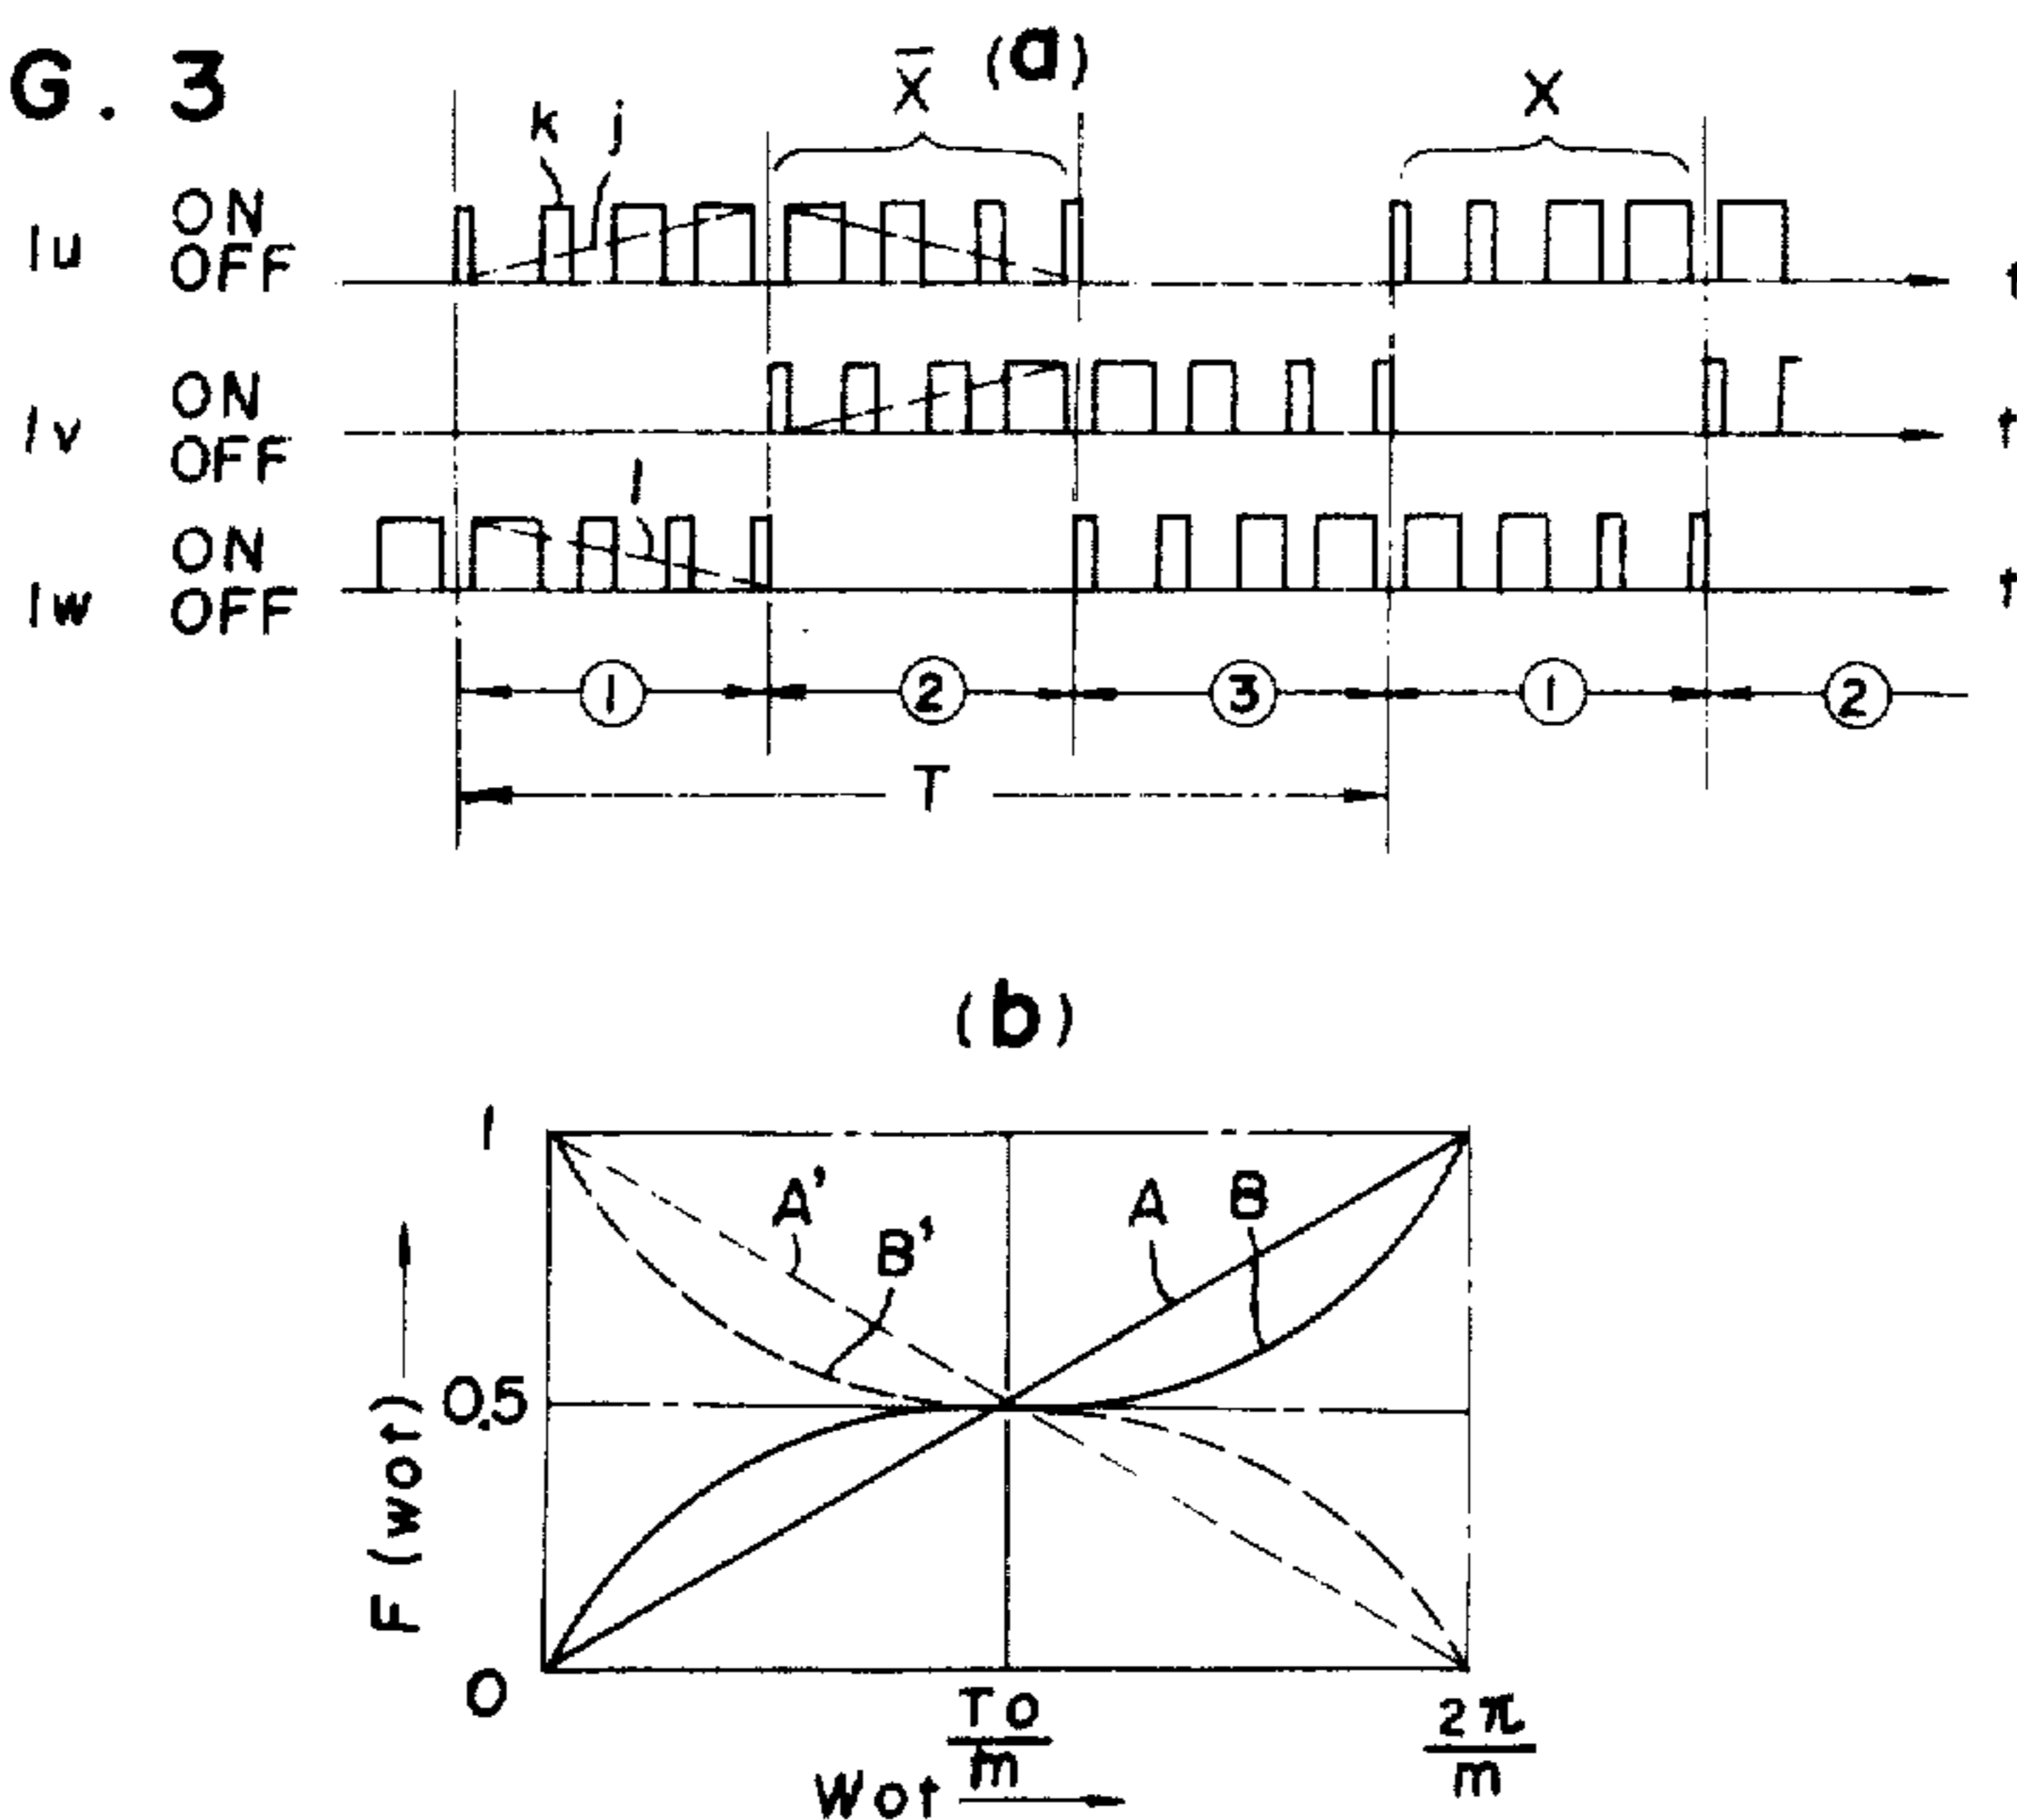 G. 3
(a)
X̄
X
k
j
Iu
ON
OFF
t
Iv
ON
OFF
t
l
Iw
ON
OFF
t
① ② ③ ① ②
T
(b)
1
A'
B'
A
B
0.5
F (wot)
0
To/m
2π/m
Wot